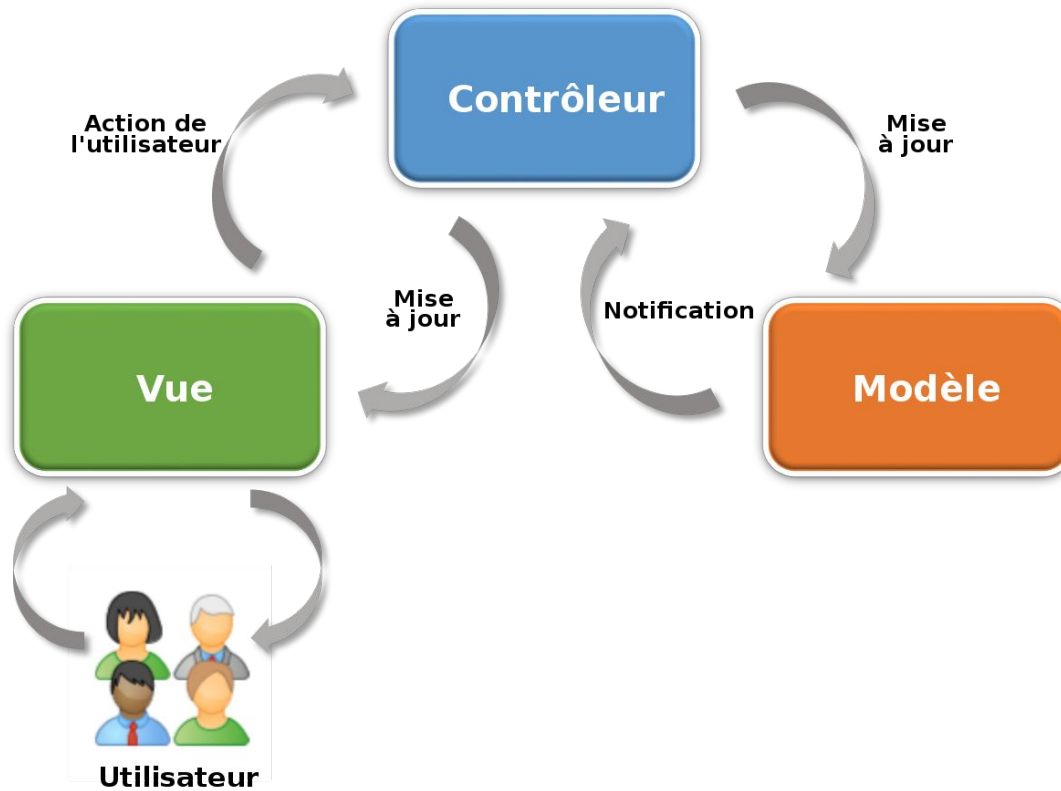 Contrôleur
Action de
l'utilisateur
Mise
à jour
Mise
à jour
Notification
Vue
Modèle
Utilisateur